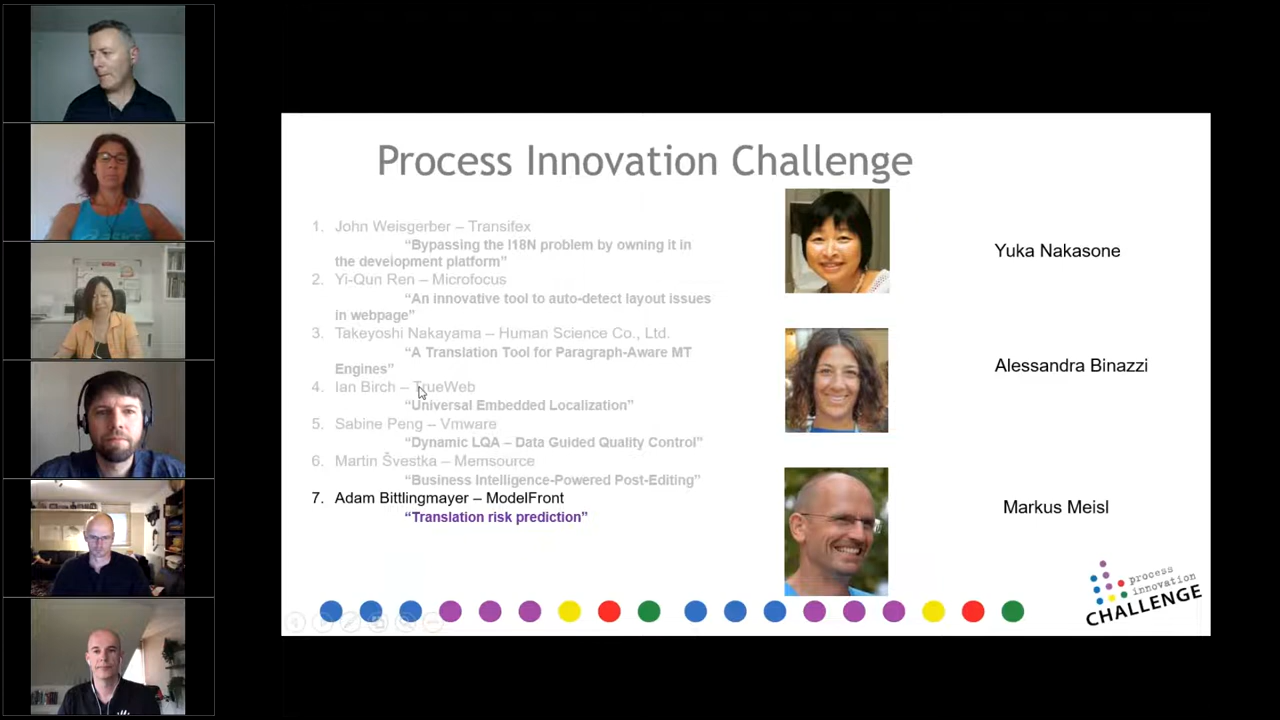 Process Innovation Challenge
1. John Weisgerber – Transifex
“Bypassing the I18N problem by owning it in
the development platform”
2. Yi-Qun Ren – Microfocus
“An innovative tool to auto-detect layout issues
in webpage”
3. Takeyoshi Nakayama – Human Science Co., Ltd.
“A Translation Tool for Paragraph-Aware MT
Engines”
4. Ian Birch – TrueWeb
“Universal Embedded Localization”
5. Sabine Peng – Vmware
“Dynamic LQA – Data Guided Quality Control”
6. Martin Švestka – Memsource
“Business Intelligence-Powered Post-Editing”
7. Adam Bittlingmayer – ModelFront
“Translation risk prediction”
Yuka Nakasone
Alessandra Binazzi
Markus Meisl
process
innovation
CHALLENGE